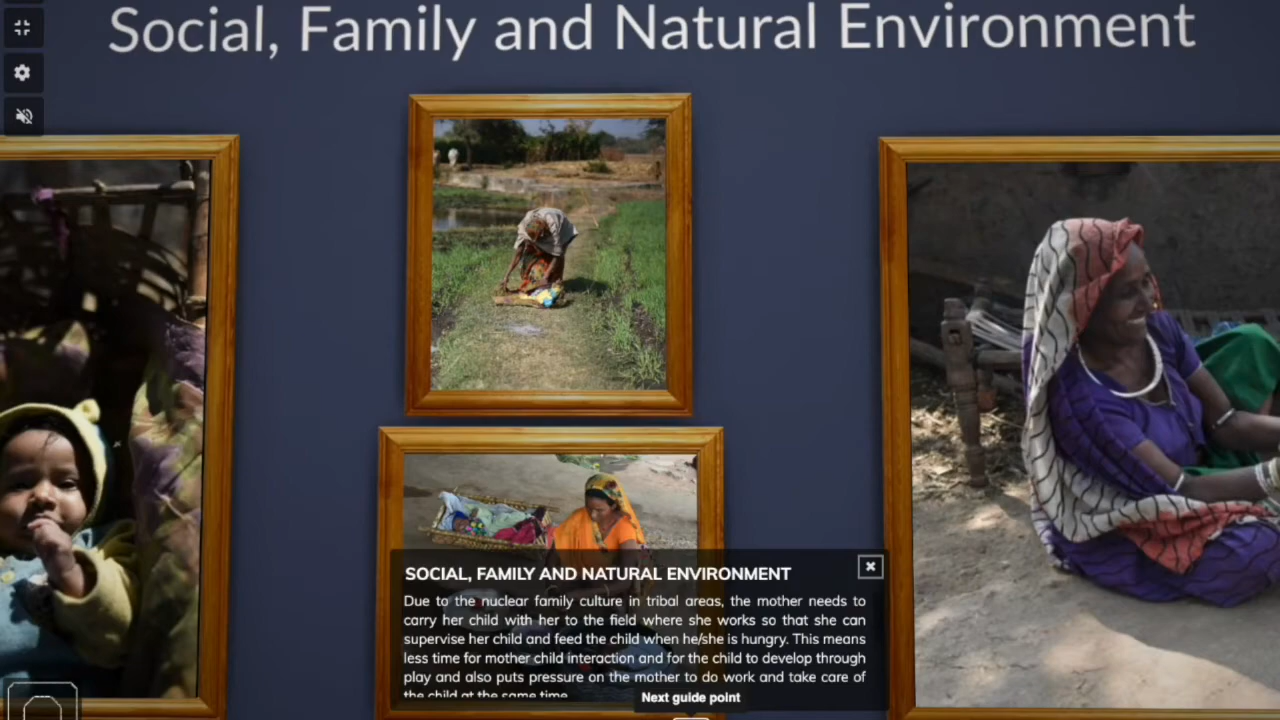 Social, Family and Natural Environment
SOCIAL, FAMILY AND NATURAL ENVIRONMENT
Due to the nuclear family culture in tribal areas, the mother needs to
carry her child with her to the field where she works so that she can
supervise her child and feed the child when he/she is hungry. This means
less time for mother child interaction and for the child to develop through
play and also puts pressure on the mother to do work and take care of
the child at the same time.
Next guide point